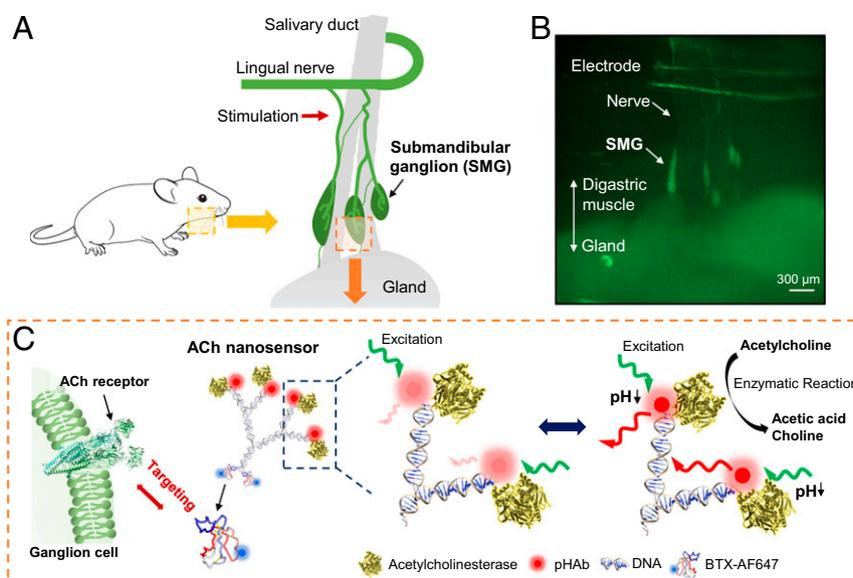 A
Salivary duct
Lingual nerve
Stimulation
Submandibular
ganglion (SMG)
Gland
B
Electrode
Nerve
SMG
Digastric
muscle
Gland
300 µm
C
ACh nanosensor
ACh receptor
Targeting
Ganglion cell
Excitation
Excitation
pH↓
Acetylcholine
Enzymatic Reaction
Acetic acid
Choline
pH↓
Acetylcholinesterase
pHAb
DNA
BTX-AF647